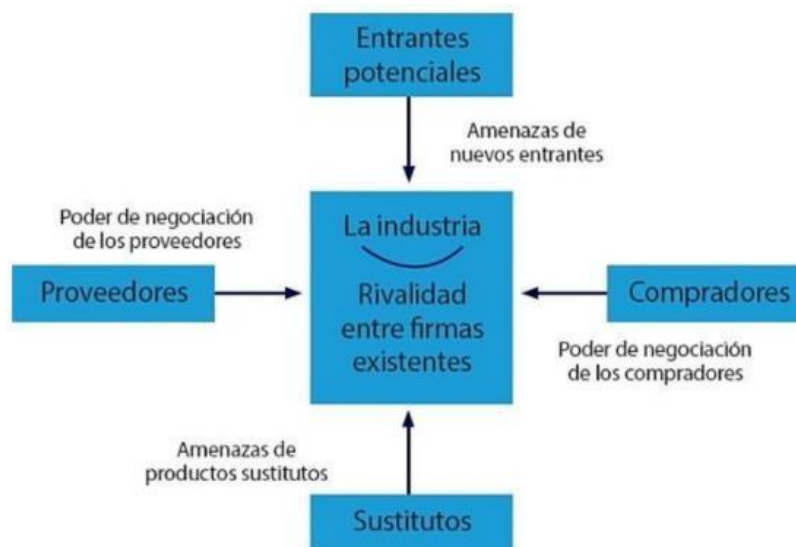 Entrantes
potenciales
Amenazas de
nuevos entrantes
Poder de negociación
de los proveedores
Proveedores
La industria
Rivalidad
entre firmas
existentes
Compradores
Poder de negociación
de los compradores
Amenazas de
productos sustitutos
Sustitutos